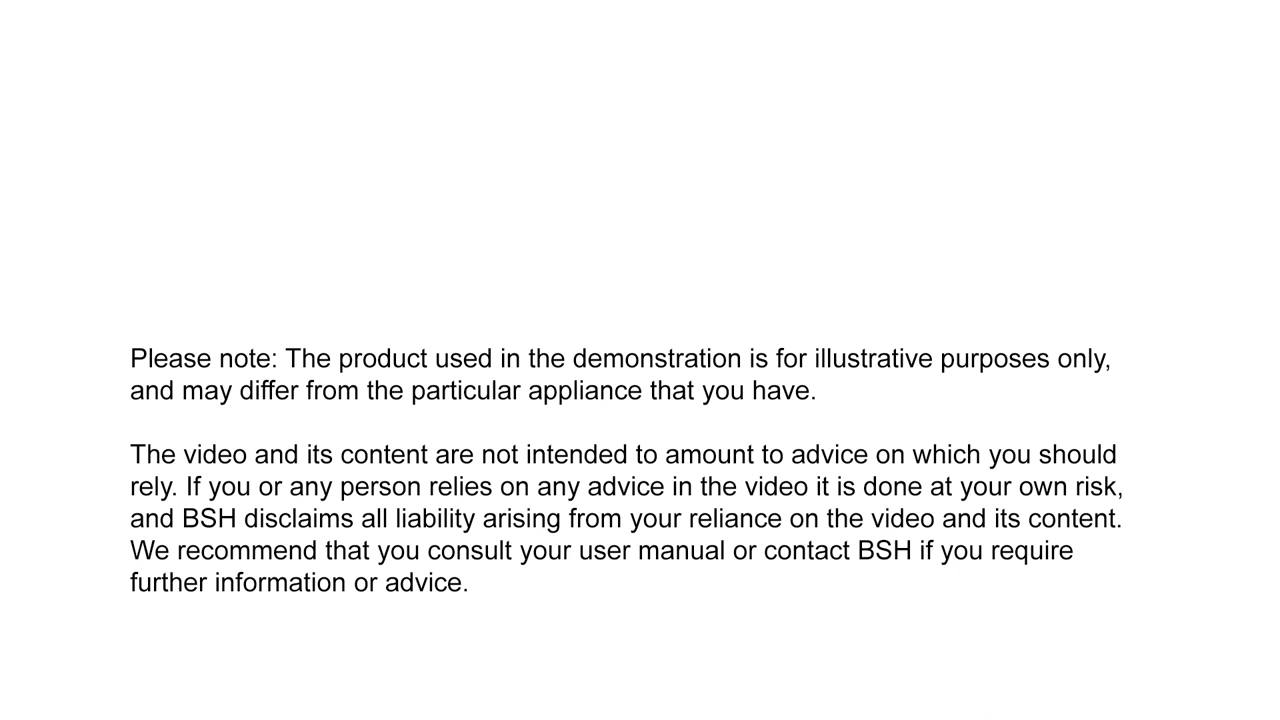 Please note: The product used in the demonstration is for illustrative purposes only,
and may differ from the particular appliance that you have.
The video and its content are not intended to amount to advice on which you should
rely. If you or any person relies on any advice in the video it is done at your own risk,
and BSH disclaims all liability arising from your reliance on the video and its content.
We recommend that you consult your user manual or contact BSH if you require
further information or advice.